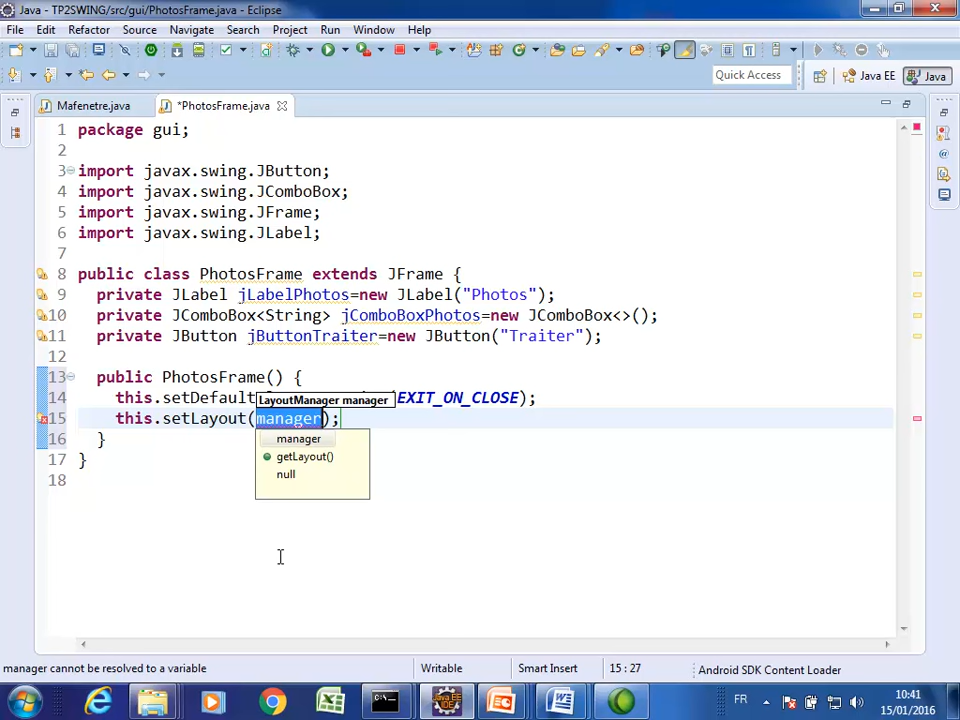 Java - TP2SWING/src/gui/PhotosFrame.java - Eclipse
File Edit Refactor Source Navigate Search Project Run Window Help
Quick Access Java EE Java
Mafenetre.java *PhotosFrame.java
1 package gui;
2
3 import javax.swing.JButton;
4 import javax.swing.JComboBox;
5 import javax.swing.JFrame;
6 import javax.swing.JLabel;
7
8 public class PhotosFrame extends JFrame {
9 private JLabel jLabelPhotos=new JLabel("Photos");
10 private JComboBox<String> jComboBoxPhotos=new JComboBox<>();
11 private JButton jButtonTraiter=new JButton("Traiter");
12
13 public PhotosFrame() {
14 this.setDefault (EXIT_ON_CLOSE);
LayoutManager manager
15 this.setLayout(manager);
16 }
manager
getLayout()
null
17 }
18
manager cannot be resolved to a variable Writable Smart Insert 15 : 27 Android SDK Content Loader
FR 10:41
15/01/2016